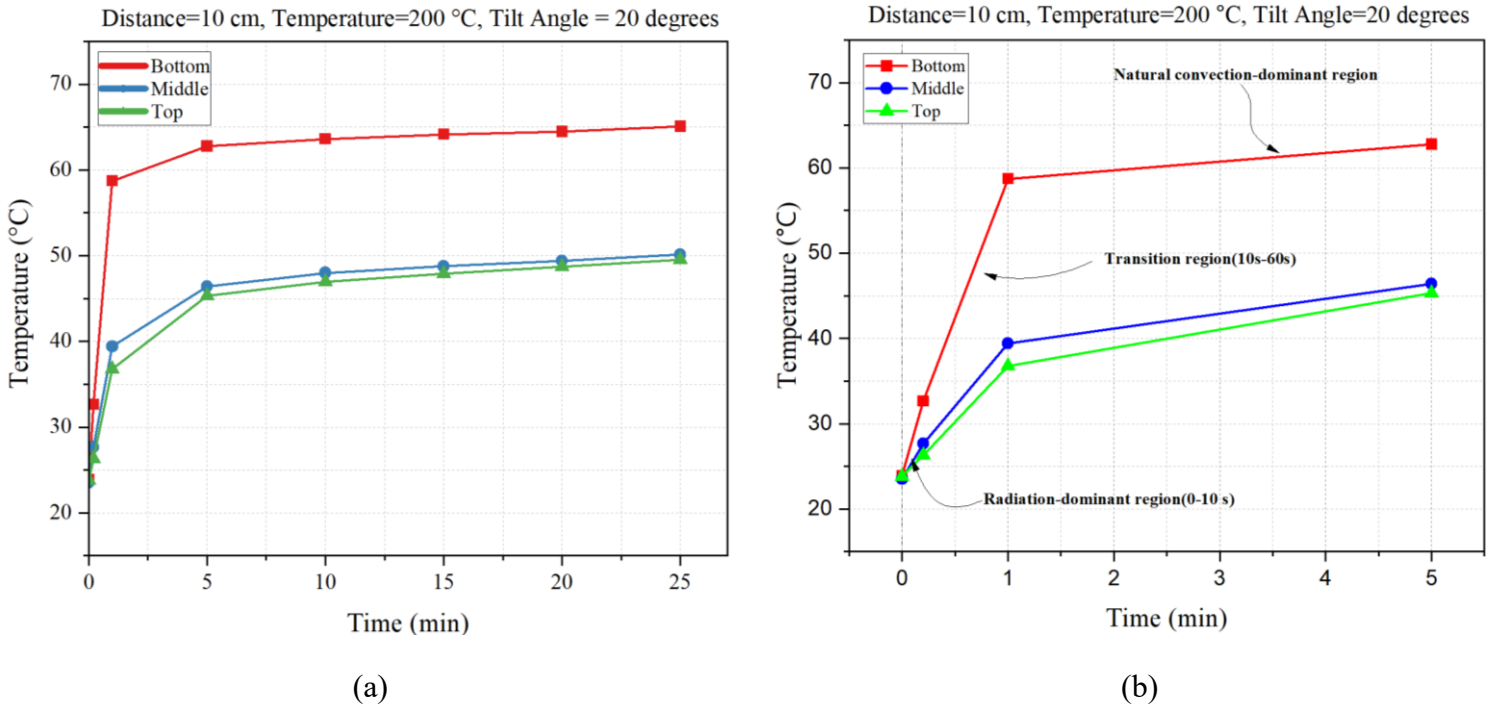 Distance=10 cm, Temperature=200 °C, Tilt Angle = 20 degrees
Bottom
Middle
Top
70
60
50
40
30
20
Temperature (°C)
0
5
10
15
20
25
Time (min)
(a)
Distance=10 cm, Temperature=200 °C, Tilt Angle=20 degrees
Bottom
Middle
Top
Natural convection-dominant region
Transition region(10s-60s)
Radiation-dominant region(0-10 s)
70
60
50
40
30
20
Temperature (°C)
0
1
2
3
4
5
Time (min)
(b)